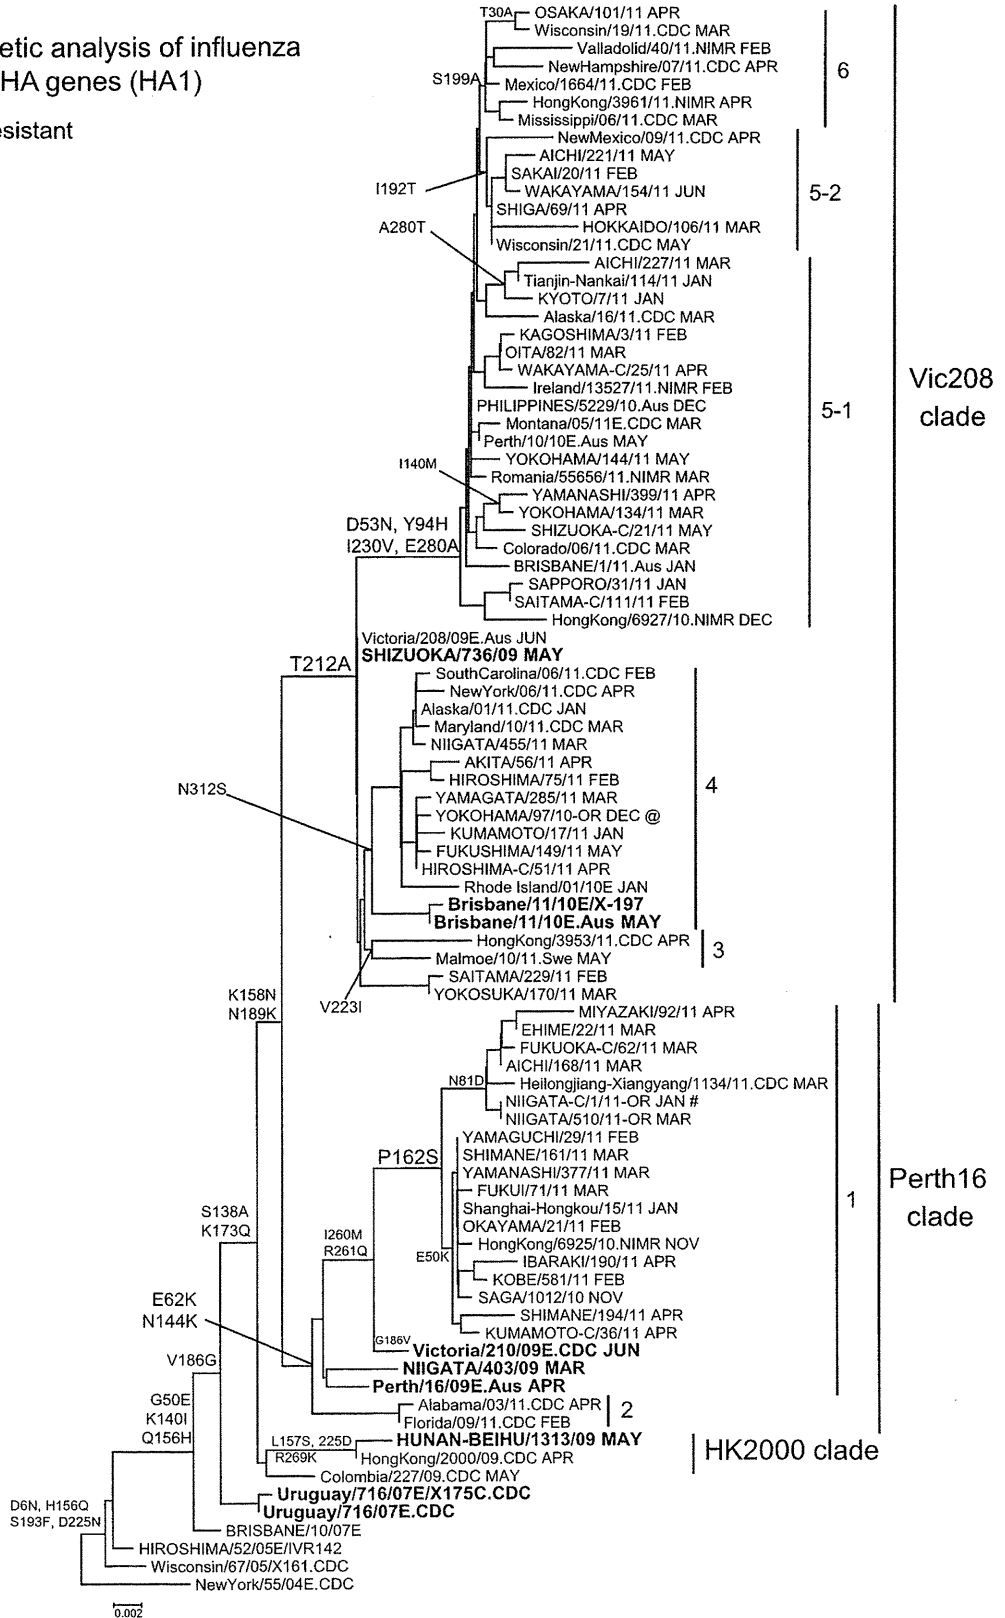 etic analysis of influenza
HA genes (HA1)
esistant
T30A
OSAKA/101/11 APR
Wisconsin/19/11.CDC MAR
Valladolid/40/11.NIMR FEB
NewHampshire/07/11.CDC APR
S199A
Mexico/1664/11.CDC FEB
HongKong/3961/11.NIMR APR
Mississippi/06/11.CDC MAR
6
NewMexico/09/11.CDC APR
AICHI/221/11 MAY
SAKAI/20/11 FEB
I192T
WAKAYAMA/154/11 JUN
SHIGA/69/11 APR
HOKKAIDO/106/11 MAR
Wisconsin/21/11.CDC MAY
5-2
A280T
AICHI/227/11 MAR
Tianjin-Nankai/114/11 JAN
KYOTO/7/11 JAN
Alaska/16/11.CDC MAR
KAGOSHIMA/3/11 FEB
OITA/82/11 MAR
WAKAYAMA-C/25/11 APR
Ireland/13527/11.NIMR FEB
PHILIPPINES/5229/10.Aus DEC
Montana/05/11E.CDC MAR
Perth/10/10E.Aus MAY
YOKOHAMA/144/11 MAY
I140M
Romania/55656/11.NIMR MAR
YAMANASHI/399/11 APR
YOKOHAMA/134/11 MAR
SHIZUOKA-C/21/11 MAY
Colorado/06/11.CDC MAR
BRISBANE/1/11.Aus JAN
SAPPORO/31/11 JAN
SAITAMA-C/111/11 FEB
HongKong/6927/10.NIMR DEC
5-1
Vic208
clade
D53N, Y94H
I230V, E280A
Victoria/208/09E.Aus JUN
SHIZUOKA/736/09 MAY
T212A
SouthCarolina/06/11.CDC FEB
NewYork/06/11.CDC APR
Alaska/01/11.CDC JAN
Maryland/10/11.CDC MAR
NIIGATA/455/11 MAR
AKITA/56/11 APR
HIROSHIMA/75/11 FEB
N312S
YAMAGATA/285/11 MAR
YOKOHAMA/97/10-OR DEC @
KUMAMOTO/17/11 JAN
FUKUSHIMA/149/11 MAY
HIROSHIMA-C/51/11 APR
Rhode Island/01/10E JAN
Brisbane/11/10E/X-197
Brisbane/11/10E.Aus MAY
4
HongKong/3953/11.CDC APR
Malmoe/10/11.Swe MAY
3
V223I
SAITAMA/229/11 FEB
YOKOSUKA/170/11 MAR
K158N
N189K
MIYAZAKI/92/11 APR
EHIME/22/11 MAR
FUKUOKA-C/62/11 MAR
AICHI/168/11 MAR
N81D
Heilongjiang-Xiangyang/1134/11.CDC MAR
NIIGATA-C/1/11-OR JAN #
NIIGATA/510/11-OR MAR
YAMAGUCHI/29/11 FEB
P162S
SHIMANE/161/11 MAR
YAMANASHI/377/11 MAR
FUKUI/71/11 MAR
Shanghai-Hongkou/15/11 JAN
OKAYAMA/21/11 FEB
HongKong/6925/10.NIMR NOV
E50K
IBARAKI/190/11 APR
KOBE/581/11 FEB
SAGA/1012/10 NOV
SHIMANE/194/11 APR
KUMAMOTO-C/36/11 APR
1
Perth16
clade
S138A
K173Q
I260M
R261Q
E62K
N144K
G186V
Victoria/210/09E.CDC JUN
NIIGATA/403/09 MAR
Perth/16/09E.Aus APR
V186G
Alabama/03/11.CDC APR
Florida/09/11.CDC FEB
2
G50E
K140I
Q156H
L157S, 225D
R269K
HUNAN-BEIHU/1313/09 MAY
HongKong/2000/09.CDC APR
Colombia/227/09.CDC MAY
HK2000 clade
Uruguay/716/07E/X175C.CDC
Uruguay/716/07E.CDC
D6N, H156Q
S193F, D225N
BRISBANE/10/07E
HIROSHIMA/52/05E/IVR142
Wisconsin/67/05/X161.CDC
NewYork/55/04E.CDC
0.002